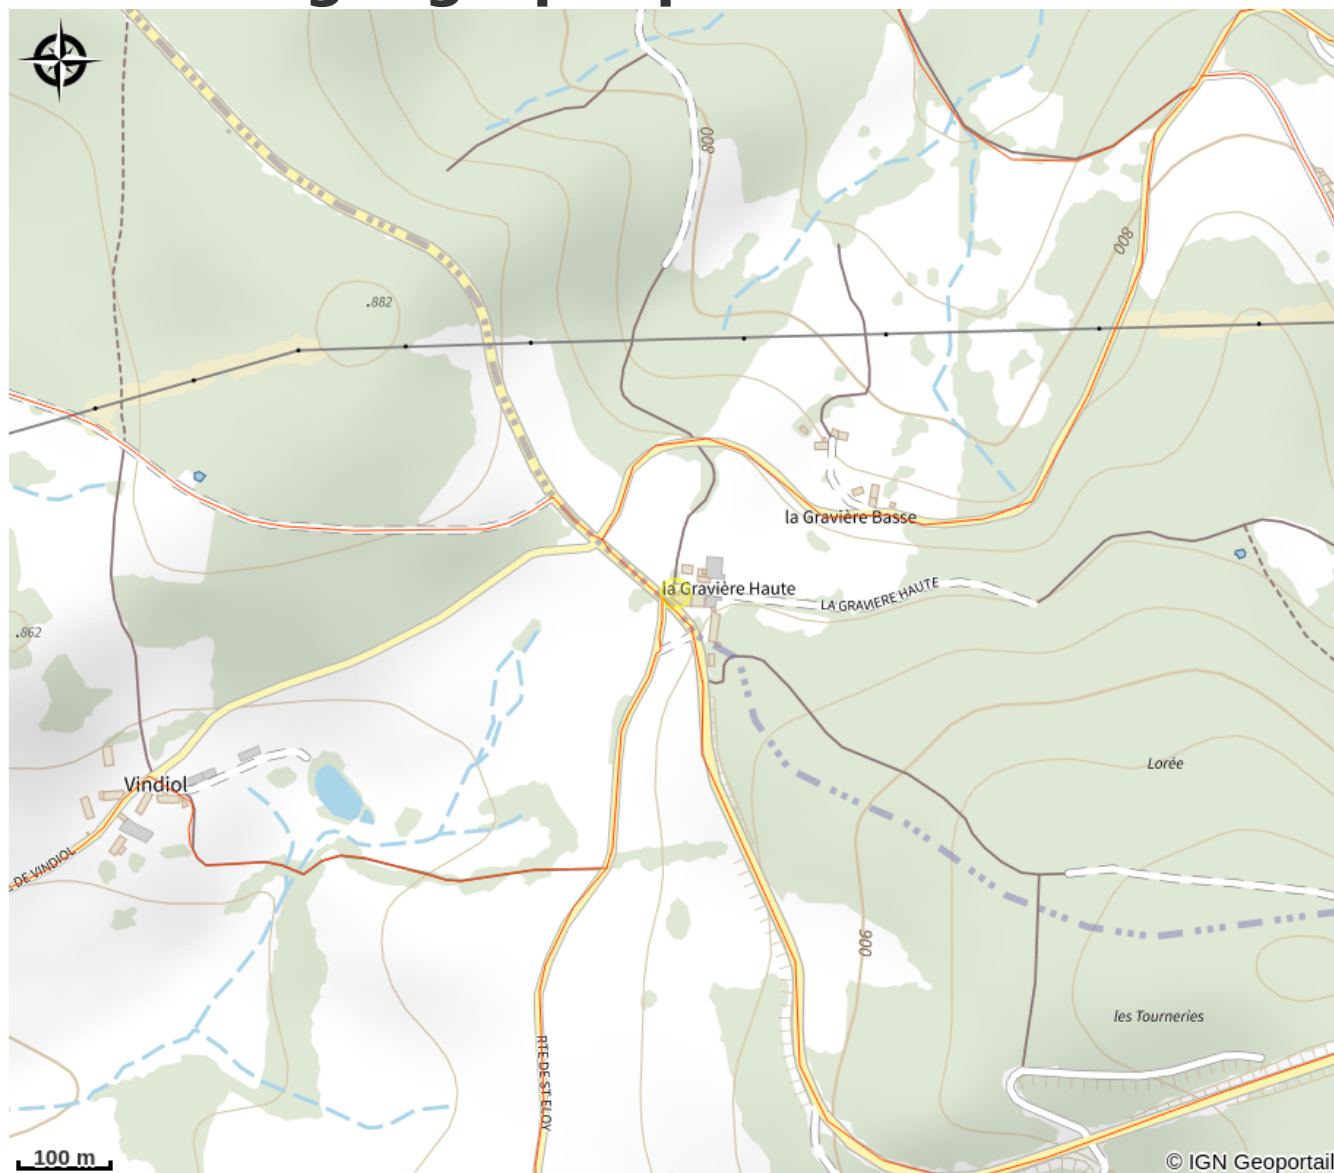 800
800
.882
la Gravière Basse
la Gravière Haute
LA GRAVIERE HAUTE
.862
Lorée
Vindiol
DE VINDIOL
900
les Tourneries
RTE DE ST ELOY
100 m
© IGN Geoportail